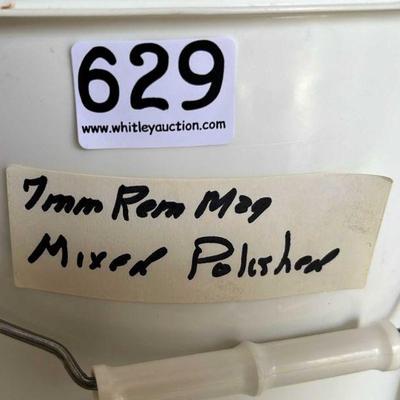 629
www.whitleyauction.com
7mm Rem Mag
Mixed Polished